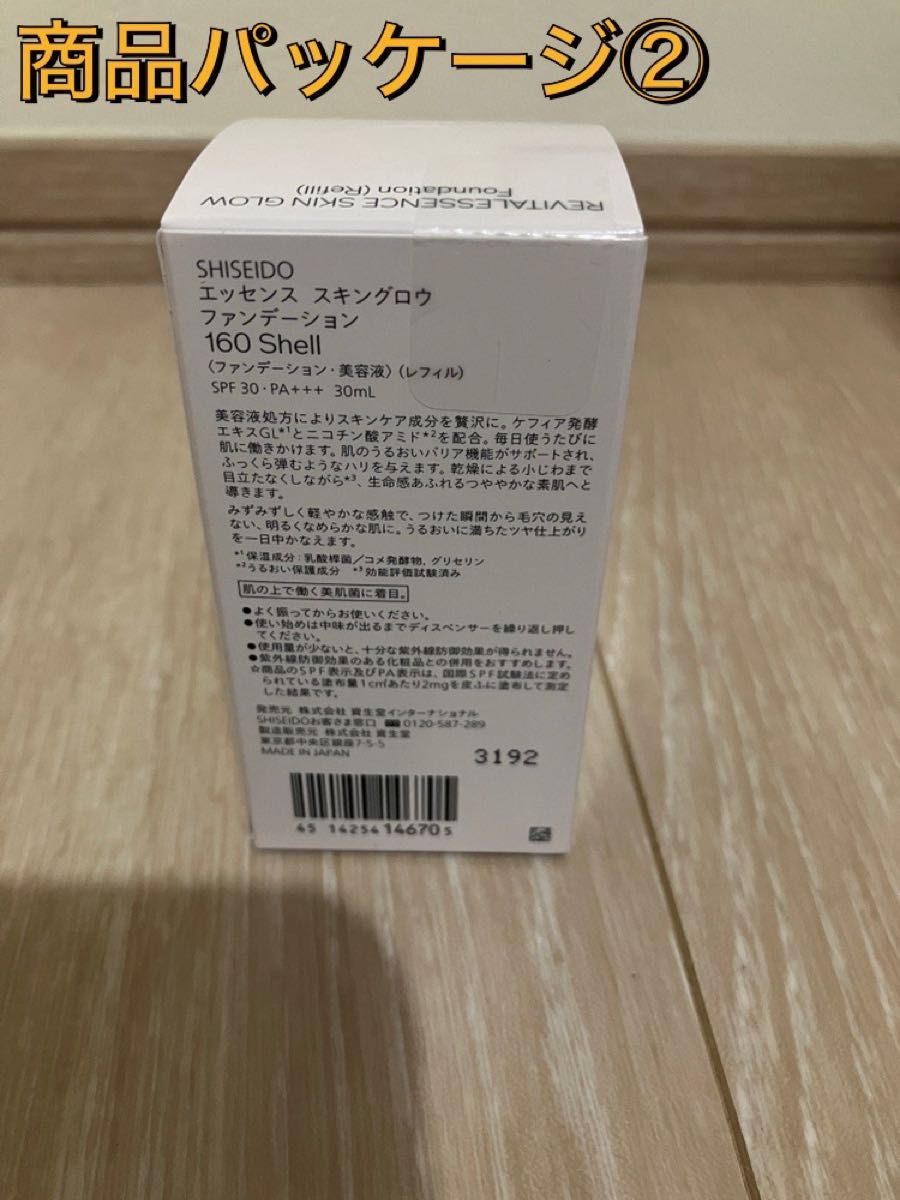 商品パッケージ②
REVITALESSENCE SKIN GLOW
Foundation (Refill)
SHISEIDO
エッセンス スキングロウ
ファンデーション
160 Shell
〈ファンデーション・美容液〉(レフィル)
SPF 30・PA+++ 30mL
美容液処方によりスキンケア成分を贅沢に。ケフィア発酵
エキスGL*1とニコチン酸アミド*2を配合。毎日使うたびに
肌に働きかけます。肌のうるおいバリア機能がサポートされ、
ふっくら弾むようなハリを与えます。乾燥による小じわまで
目立たなくしながら*3、生命感あふれるつややかな素肌へと
導きます。
みずみずしく軽やかな感触で、つけた瞬間から毛穴の見え
ない、明るくなめらかな肌に。うるおいに満ちたツヤ仕上がり
を一日中かなえます。
*1 保湿成分:乳酸桿菌/コメ発酵物、グリセリン
*2 うるおい保護成分 *3 効能評価試験済み
肌の上で働く美肌菌に着目。
●よく振ってからお使いください。
●使い始めは中味が出るまでディスペンサーを繰り返し押し
てください。
●使用量が少ないと、十分な紫外線防御効果が得られません。
●紫外線防御効果のある化粧品との併用をおすすめします。
☆商品のSPF表示及びPA表示は、国際SPF試験法に定め
られている塗布量1c㎡あたり2mgを皮ふに塗布して測定
した結果です。
発売元 株式会社 資生堂インターナショナル
SHISEIDOお客さま窓口 0120-587-289
製造販売元 株式会社 資生堂
東京都中央区銀座7-5-5
MADE IN JAPAN
3192
45 14254 14670 5